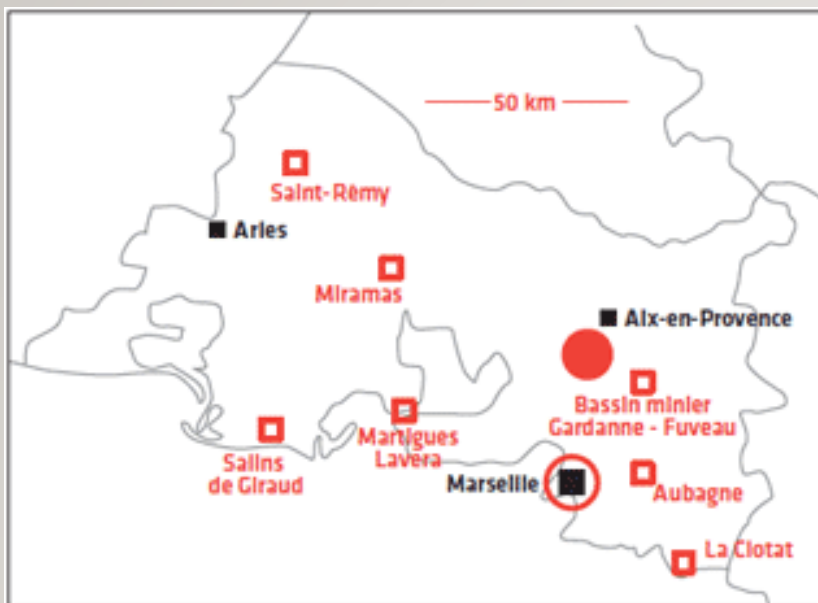 50 km
Saint-Rémy
Arles
Miramas
Aix-en-Provence
Bassin minier
Gardanne - Fuveau
Martigues
Lavera
Salins
de Giraud
Marseille
Aubagne
La Ciotat